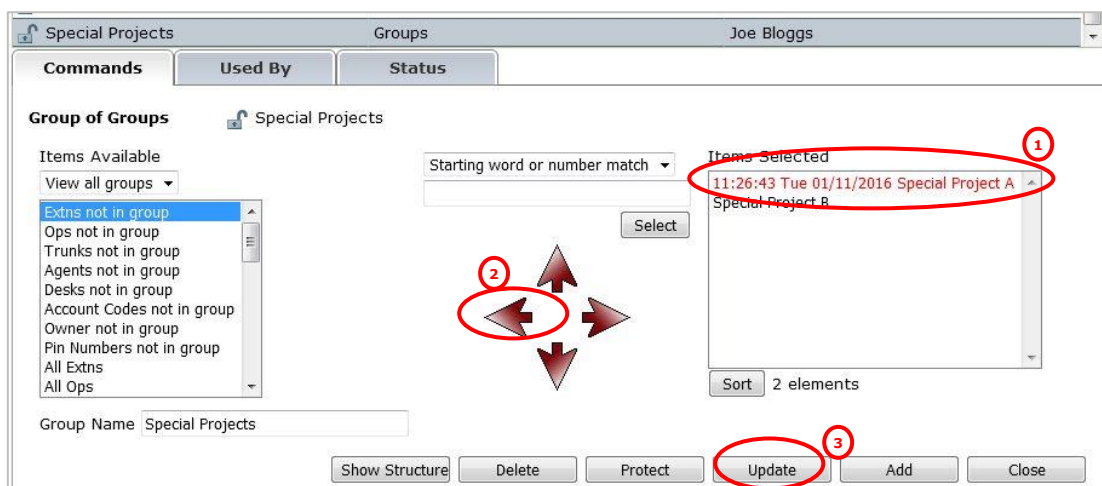 Special Projects Groups Joe Bloggs
Commands Used By Status
Group of Groups Special Projects
Items Available
View all groups
Extns not in group
Ops not in group
Trunks not in group
Agents not in group
Desks not in group
Account Codes not in group
Owner not in group
Pin Numbers not in group
All Extns
All Ops
Starting word or number match
Select
2
1
Items Selected
11:26:43 Tue 01/11/2016 Special Project A
Special Project B
Sort 2 elements
Group Name Special Projects
3
Show Structure Delete Protect Update Add Close